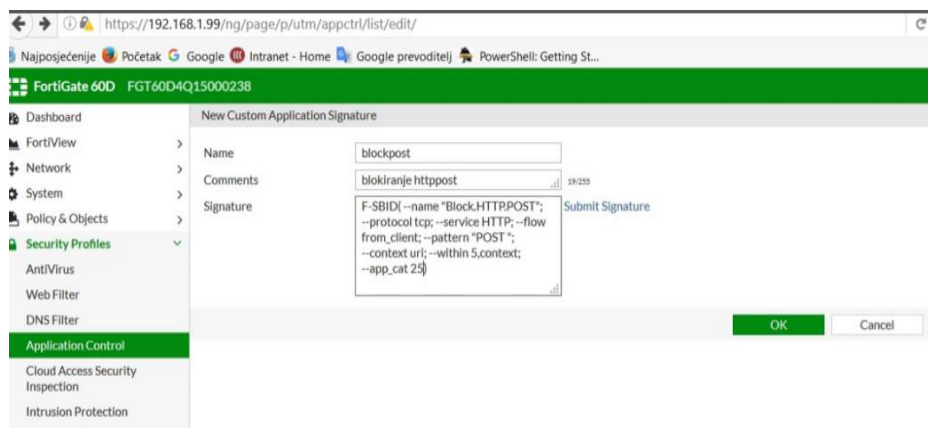 https://192.168.1.99/ng/page/p/utm/appctrl/list/edit/
Najposjećenije Početak Google Intranet - Home Google prevoditelj PowerShell: Getting St...
FortiGate 60D FGT60D4Q15000238
Dashboard
FortiView
Network
System
Policy & Objects
Security Profiles
AntiVirus
Web Filter
DNS Filter
Application Control
Cloud Access Security
Inspection
Intrusion Protection
New Custom Application Signature
Name blockpost
Comments blokiranje httppost 19/255
Signature F-SBID( --name "Block.HTTP.POST"; Submit Signature
--protocol tcp; --service HTTP; --flow
from_client; --pattern "POST ";
--context uri; --within 5,context;
--app_cat 25)
OK Cancel